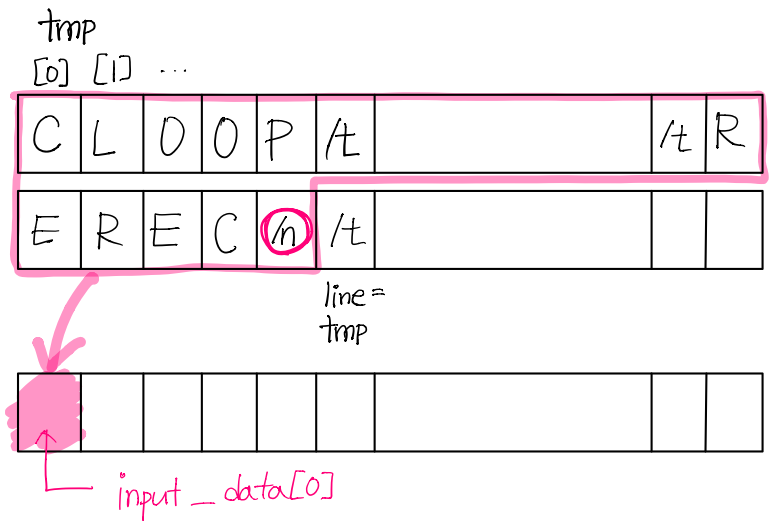 tmp
[0] [1] ...
C L O O P /t /t R
E R E C /n /t
line =
tmp
input_data[0]